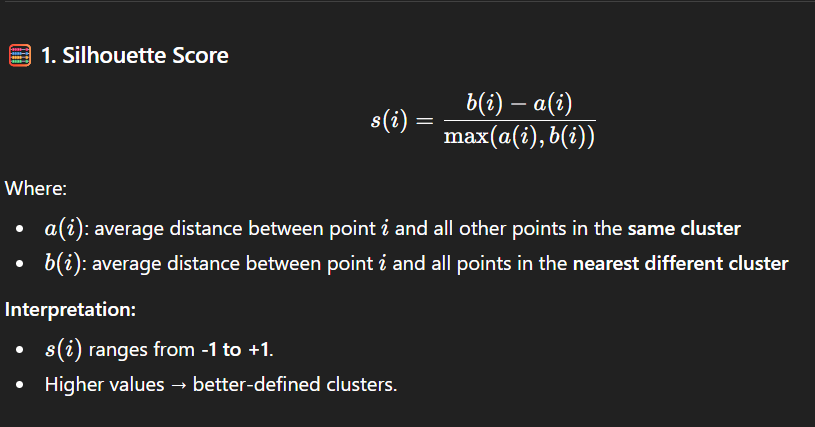 🧮 1. Silhouette Score
s(i) = \frac{b(i) − a(i)}{\max(a(i), b(i))}
Where:
• a(i): average distance between point i and all other points in the same cluster
• b(i): average distance between point i and all points in the nearest different cluster
Interpretation:
• s(i) ranges from -1 to +1.
• Higher values → better-defined clusters.